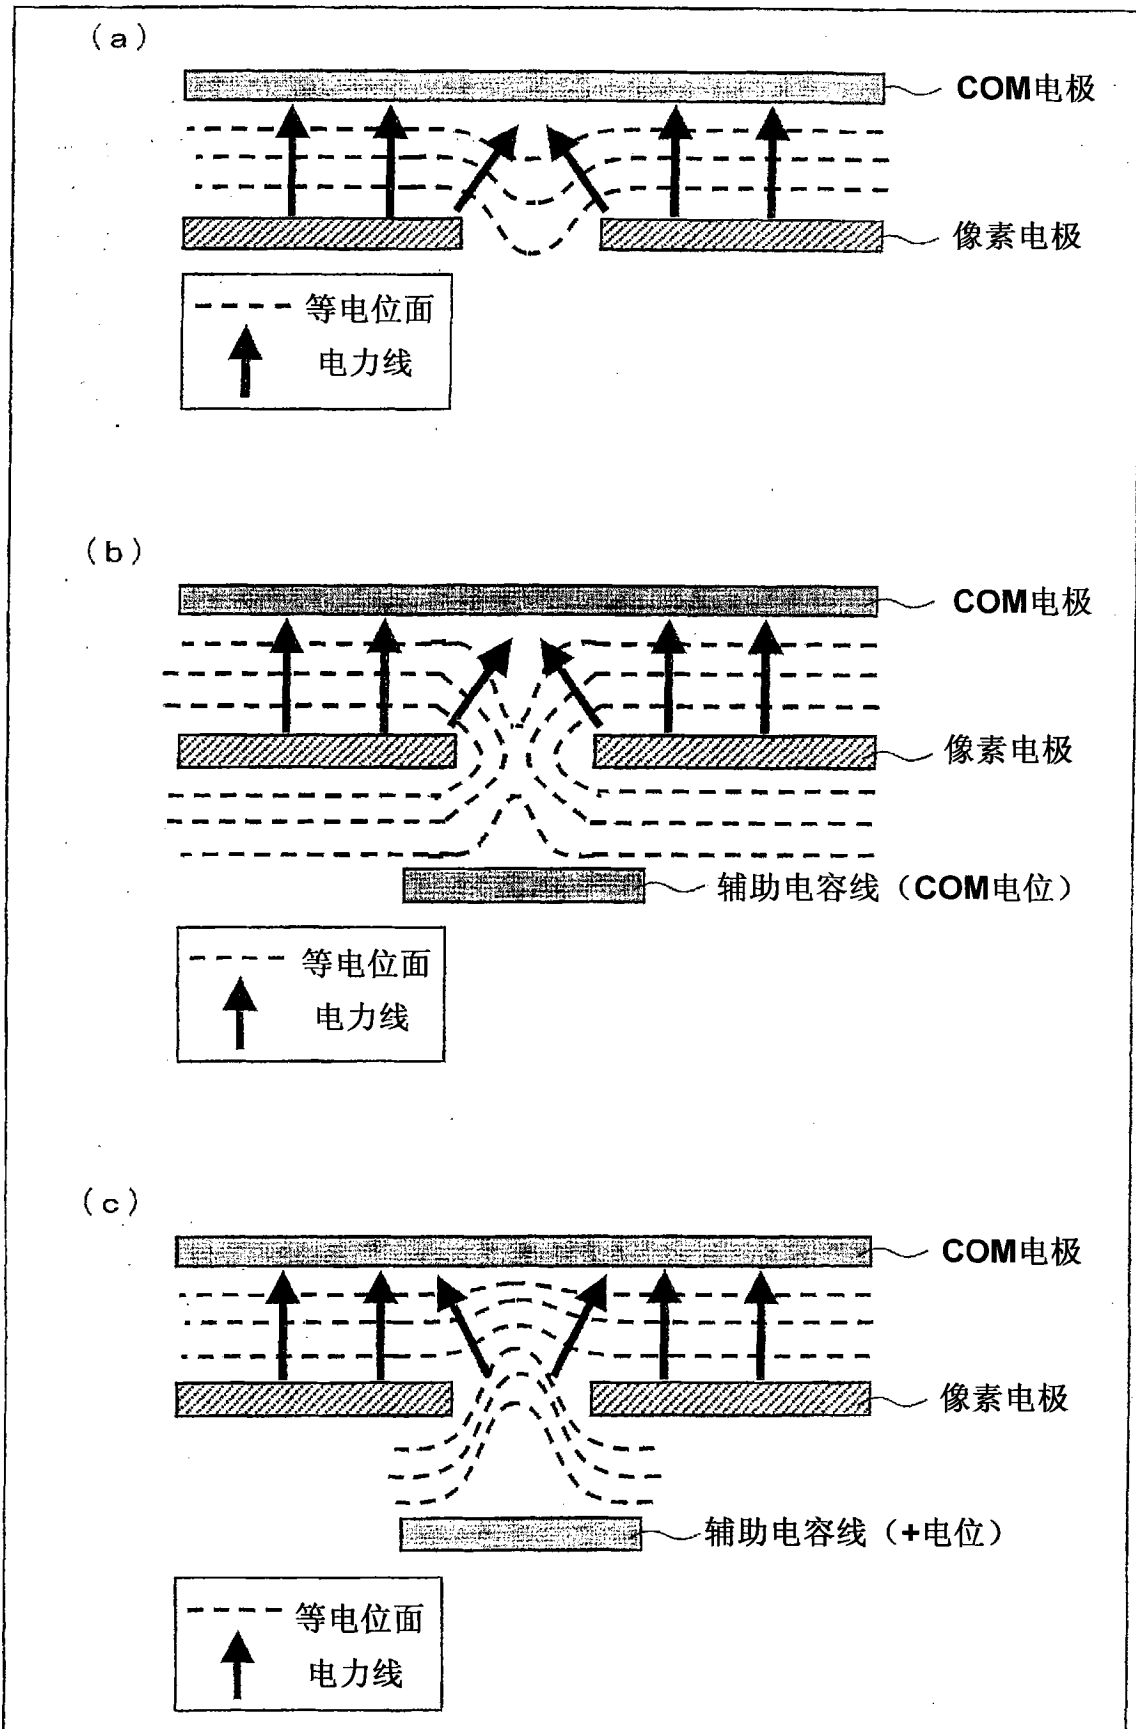 (a)
COM电极
像素电极
等电位面
电力线
(b)
COM电极
像素电极
辅助电容线（COM电位）
等电位面
电力线
(c)
COM电极
像素电极
辅助电容线（+电位）
等电位面
电力线